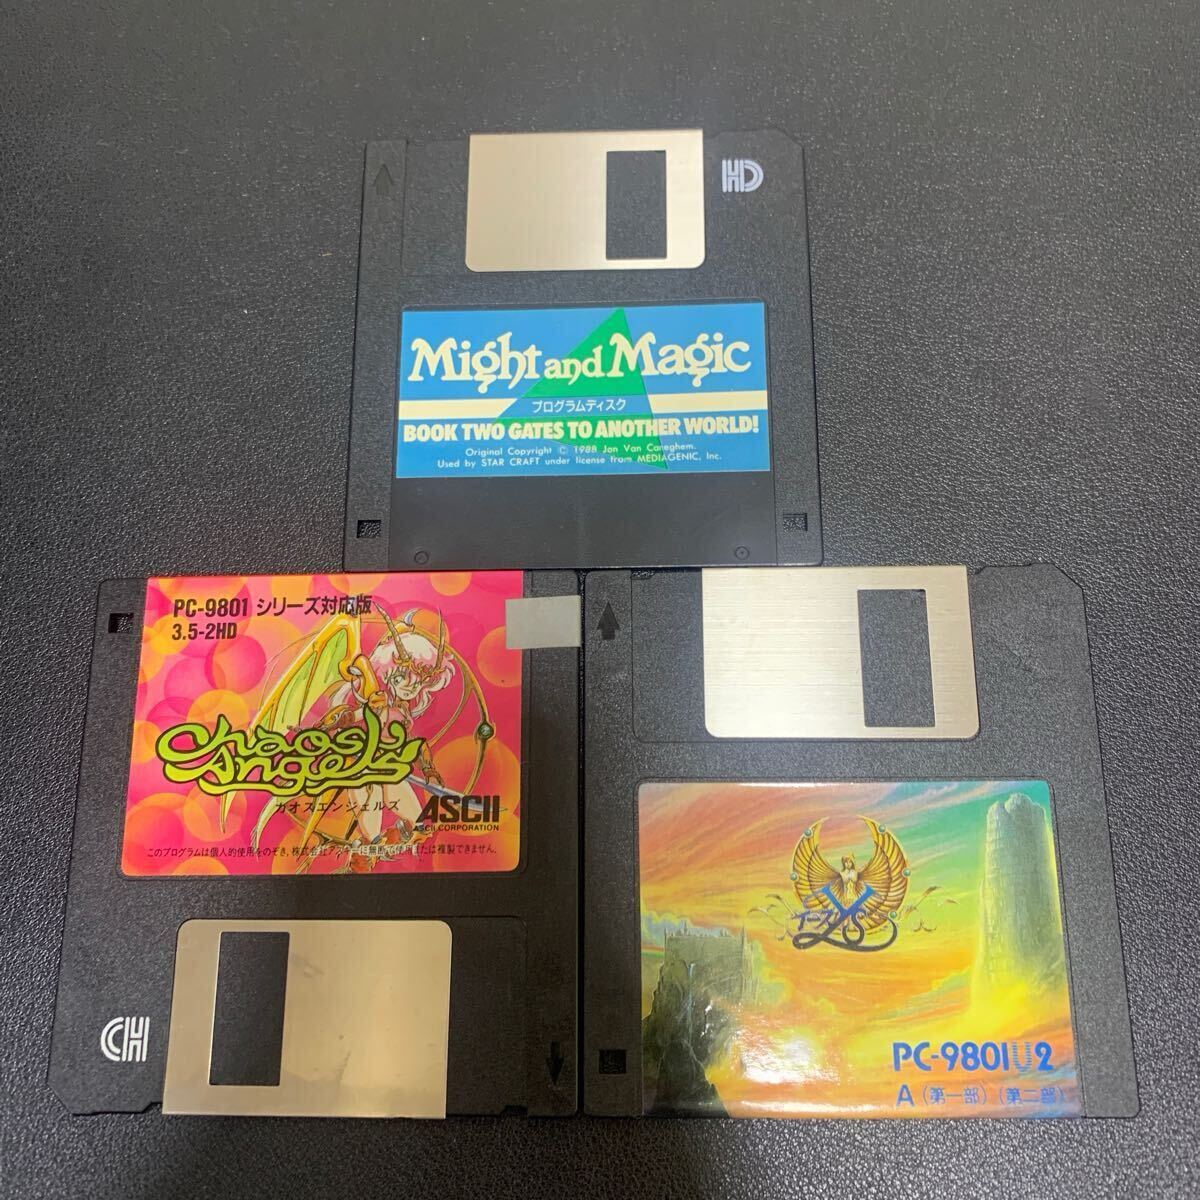 HD
Might and Magic
プログラムディスク
BOOK TWO GATES TO ANOTHER WORLD!
Original Copyright © 1988 Jon Van Caneghem.
Used by STAR CRAFT under license from MEDIAGENIC, Inc.
PC-9801 シリーズ対応版
3.5-2HD
Chaos Angels
カオスエンジェルズ
ASCII
ASCII CORPORATION
このプログラムは個人的使用をのぞき、株式会社アスキーに無断で使用または複製できません。
HD
イース
Ys
PC-9801U2
A (第一部) (第二部)